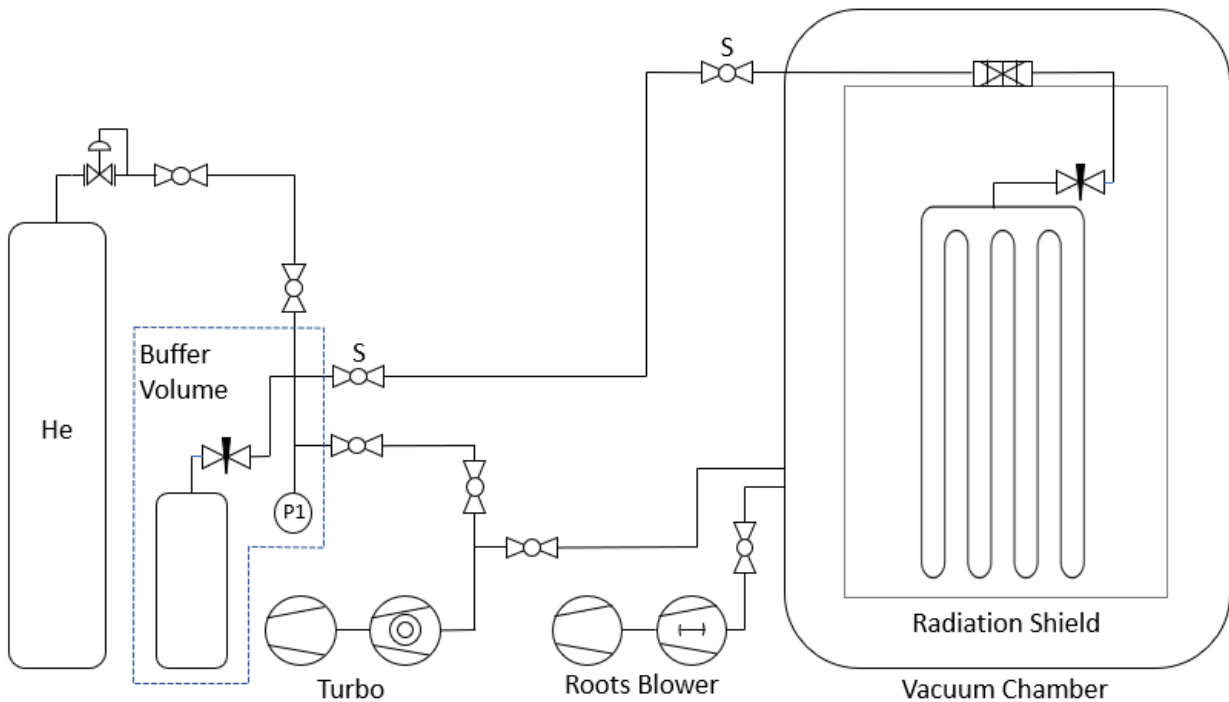 S
Buffer
Volume
S
He
P1
Turbo
Roots Blower
Radiation Shield
Vacuum Chamber